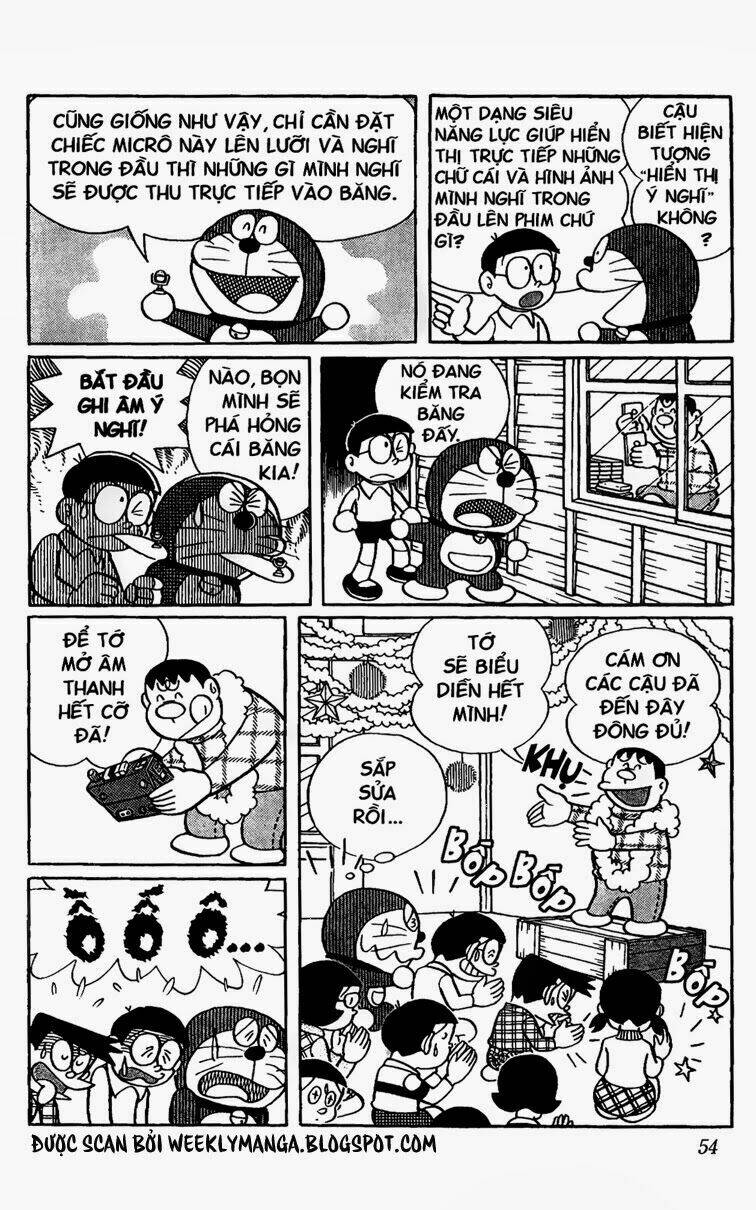 CẬU
BIẾT HIỆN
TƯỢNG
"HIỂN THỊ
Ý NGHĨ"
KHÔNG
?
MỘT DẠNG SIÊU
NĂNG LỰC GIÚP HIỂN
THỊ TRỰC TIẾP NHỮNG
CHỮ CÁI VÀ HÌNH ẢNH
MÌNH NGHĨ TRONG
ĐẦU LÊN PHIM CHỨ
GÌ?
CŨNG GIỐNG NHƯ VẬY, CHỈ CẦN ĐẶT
CHIẾC MICRÔ NÀY LÊN LƯỠI VÀ NGHĨ
TRONG ĐẦU THÌ NHỮNG GÌ MÌNH NGHĨ
SẼ ĐƯỢC THU TRỰC TIẾP VÀO BĂNG.
NÓ ĐANG
KIỂM TRA
BĂNG
ĐẤY.
NÀO, BỌN
MÌNH SẼ
PHÁ HỎNG
CÁI BĂNG
KIA!
BẮT ĐẦU
GHI ÂM Ý
NGHĨ!
CÁM ƠN
CÁC CẬU ĐÃ
ĐẾN ĐÂY
ĐÔNG ĐỦ!
KHỤ
TỚ
SẼ BIỂU
DIỄN HẾT
MÌNH!
BỐP BỐP
BỐP
SẮP
SỬA
RỒI...
ĐỂ TỚ
MỞ ÂM
THANH
HẾT CỠ
ĐÃ!
Ô Ô Ô...
ĐƯỢC SCAN BỞI WEEKLYMANGA.BLOGSPOT.COM
54